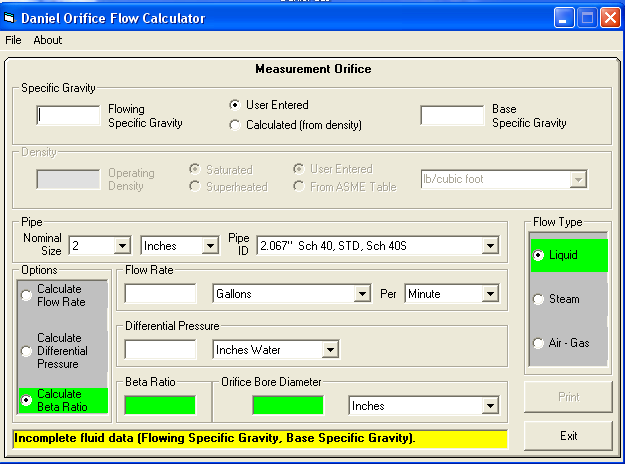 Daniel Orifice Flow Calculator
File About
Measurement Orifice
Specific Gravity
Flowing
Specific Gravity
User Entered
Calculated (from density)
Base
Specific Gravity
Density
Operating
Density
Saturated
Superheated
User Entered
From ASME Table
lb/cubic foot
Pipe
Nominal
Size
2
Inches
Pipe
ID
2.067" Sch 40, STD, Sch 40S
Flow Type
Liquid
Steam
Air - Gas
Options
Calculate
Flow Rate
Calculate
Differential
Pressure
Calculate
Beta Ratio
Flow Rate
Gallons
Per
Minute
Differential Pressure
Inches Water
Beta Ratio
Orifice Bore Diameter
Inches
Print
Exit
Incomplete fluid data (Flowing Specific Gravity, Base Specific Gravity).